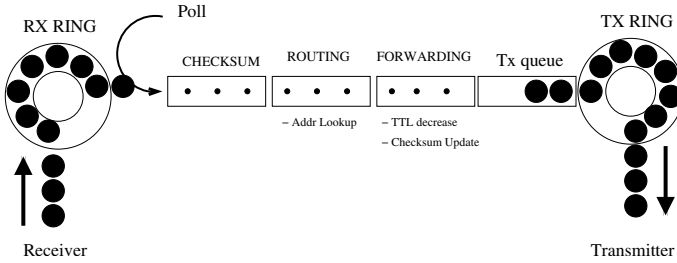 Poll
RX RING
TX RING
CHECKSUM
ROUTING
FORWARDING
Tx queue
– Addr Lookup
– TTL decrease
– Checksum Update
Receiver
Transmitter